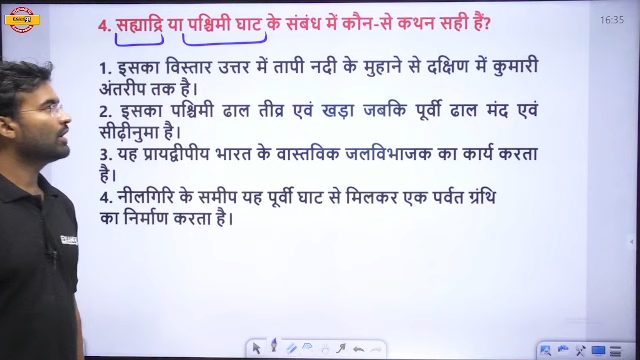 4. सह्याद्रि या पश्चिमी घाट के संबंध में कौन-से कथन सही हैं?
16:35
1. इसका विस्तार उत्तर में तापी नदी के मुहाने से दक्षिण में कुमारी
अंतरीप तक है।
2. इसका पश्चिमी ढाल तीव्र एवं खड़ा जबकि पूर्वी ढाल मंद एवं
सीढ़ीनुमा है।
3. यह प्रायद्वीपीय भारत के वास्तविक जलविभाजक का कार्य करता
है।
4. नीलगिरि के समीप यह पूर्वी घाट से मिलकर एक पर्वत ग्रंथि
का निर्माण करता है।